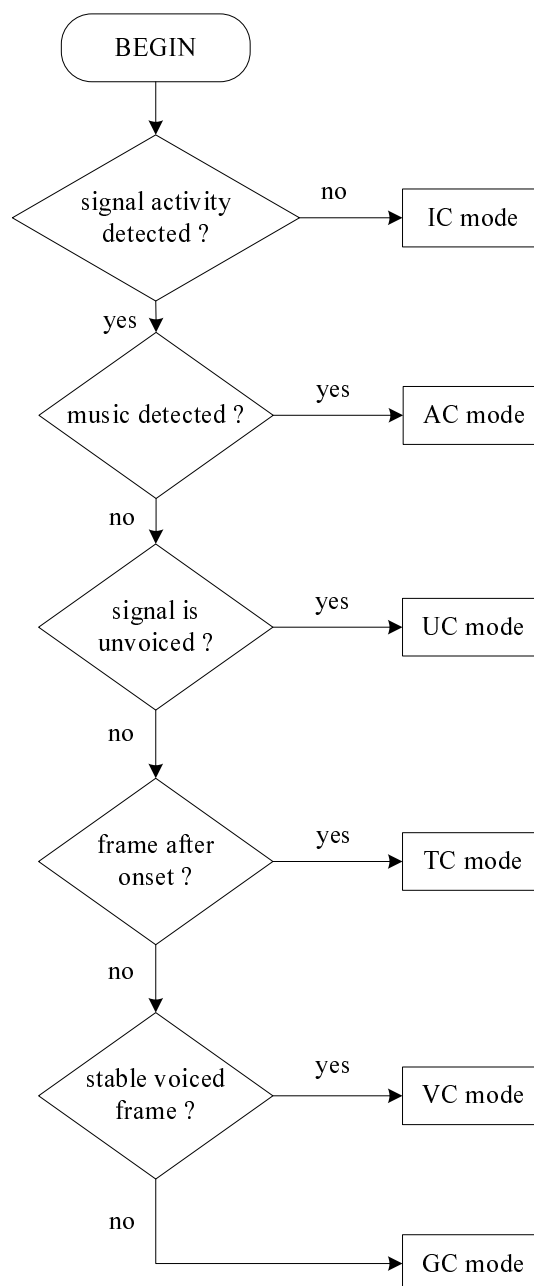 BEGIN
signal activity
detected ?
no
IC mode
yes
music detected ?
yes
AC mode
no
signal is
unvoiced ?
yes
UC mode
no
frame after
onset ?
yes
TC mode
no
stable voiced
frame ?
yes
VC mode
no
GC mode